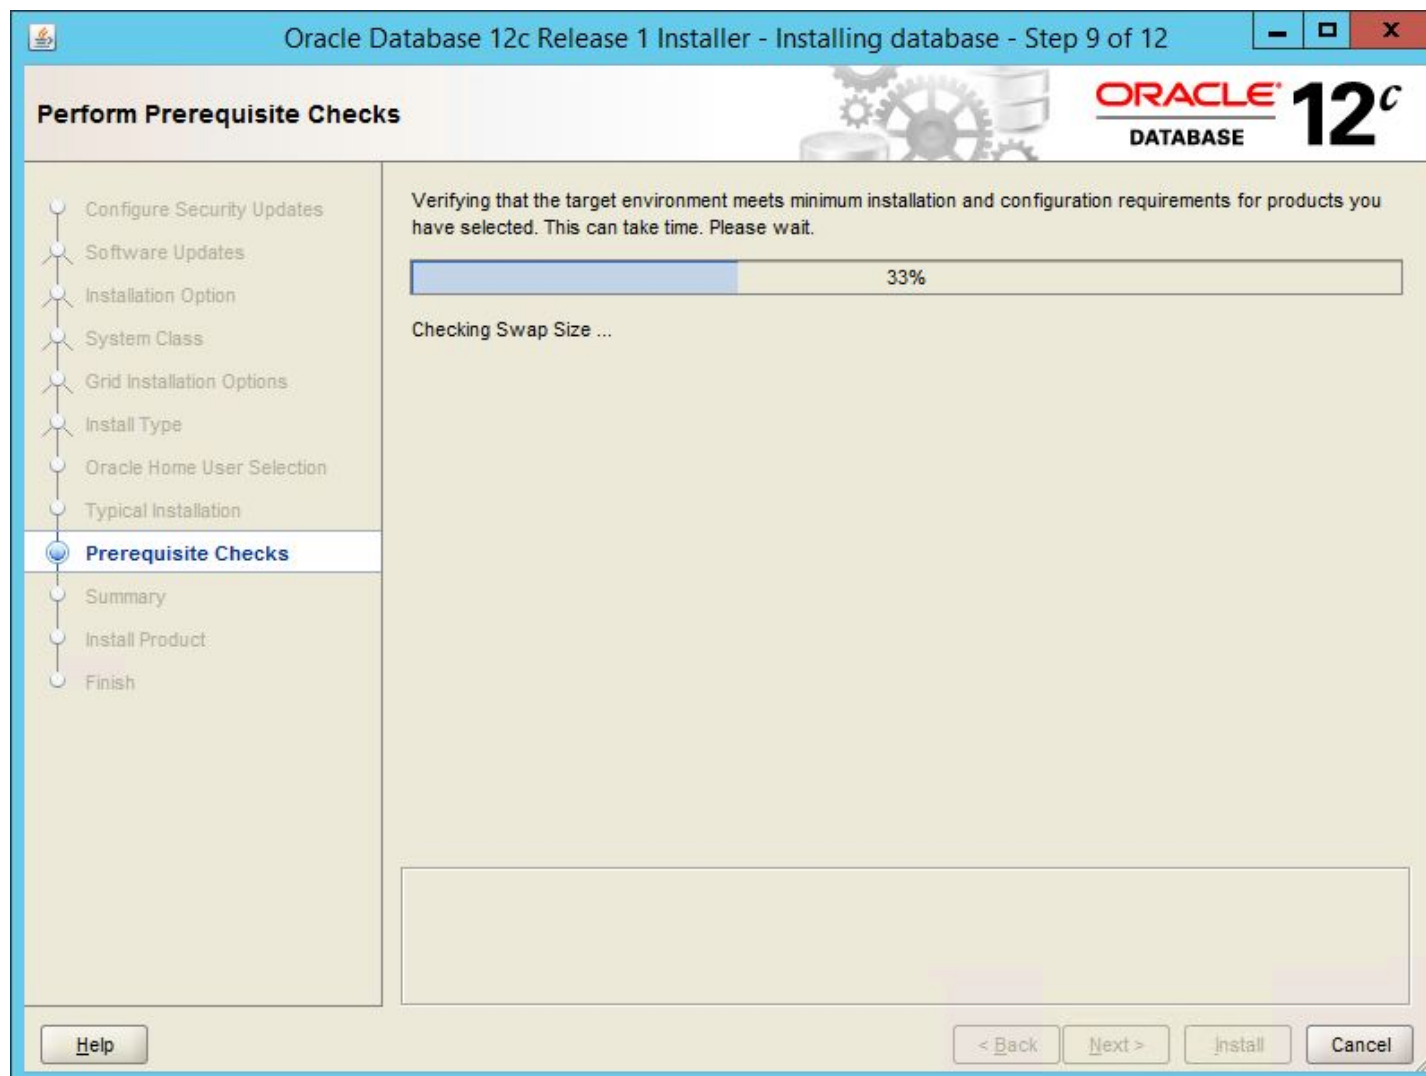 Oracle Database 12c Release 1 Installer - Installing database - Step 9 of 12
Perform Prerequisite Checks
ORACLE
DATABASE
12c
Configure Security Updates
Software Updates
Installation Option
System Class
Grid Installation Options
Install Type
Oracle Home User Selection
Typical Installation
Prerequisite Checks
Summary
Install Product
Finish
Verifying that the target environment meets minimum installation and configuration requirements for products you
have selected. This can take time. Please wait.
33%
Checking Swap Size ...
Help
< Back
Next >
Install
Cancel